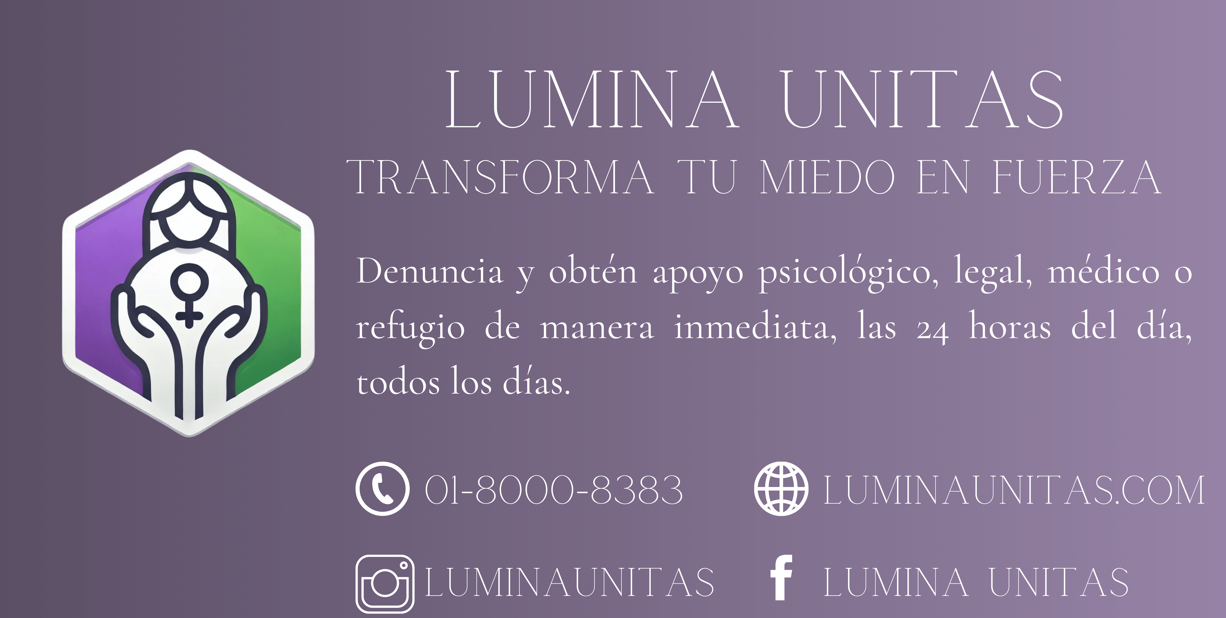 LUMINA UNITAS
TRANSFORMA TU MIEDO EN FUERZA
Denuncia y obtén apoyo psicológico, legal, médico o
refugio de manera inmediata, las 24 horas del día,
todos los días.
01-8000-8383
LUMINAUNITAS.COM
LUMINAUNITAS
LUMINA UNITAS